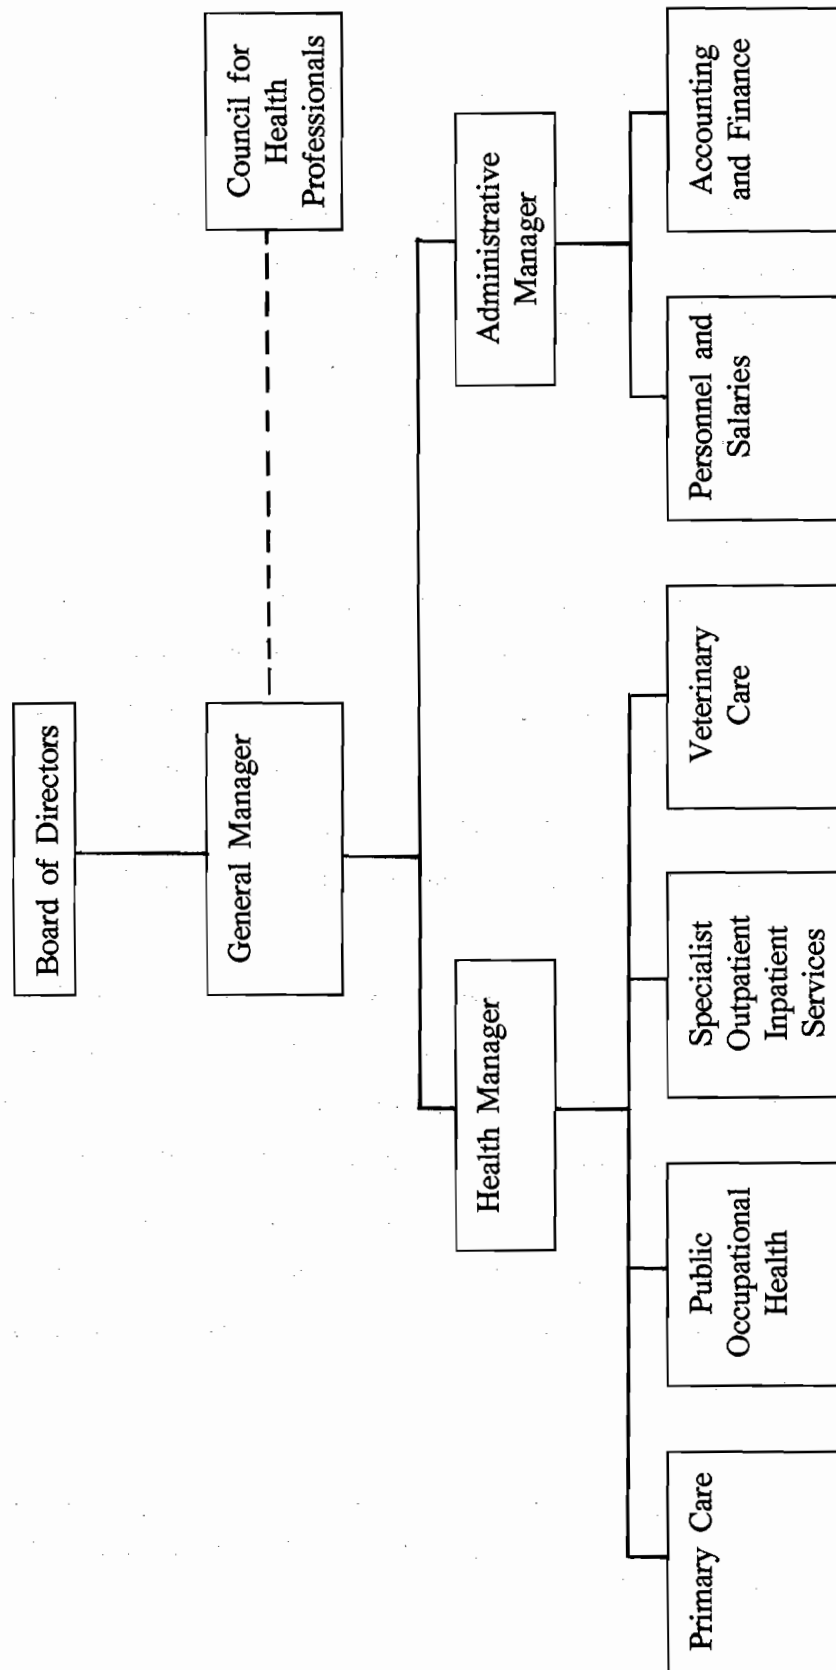 Board of Directors
General Manager
Council for
Health
Professionals
Health Manager
Administrative
Manager
Primary Care
Public
Occupational
Health
Specialist
Outpatient
Inpatient
Services
Veterinary
Care
Personnel and
Salaries
Accounting
and Finance